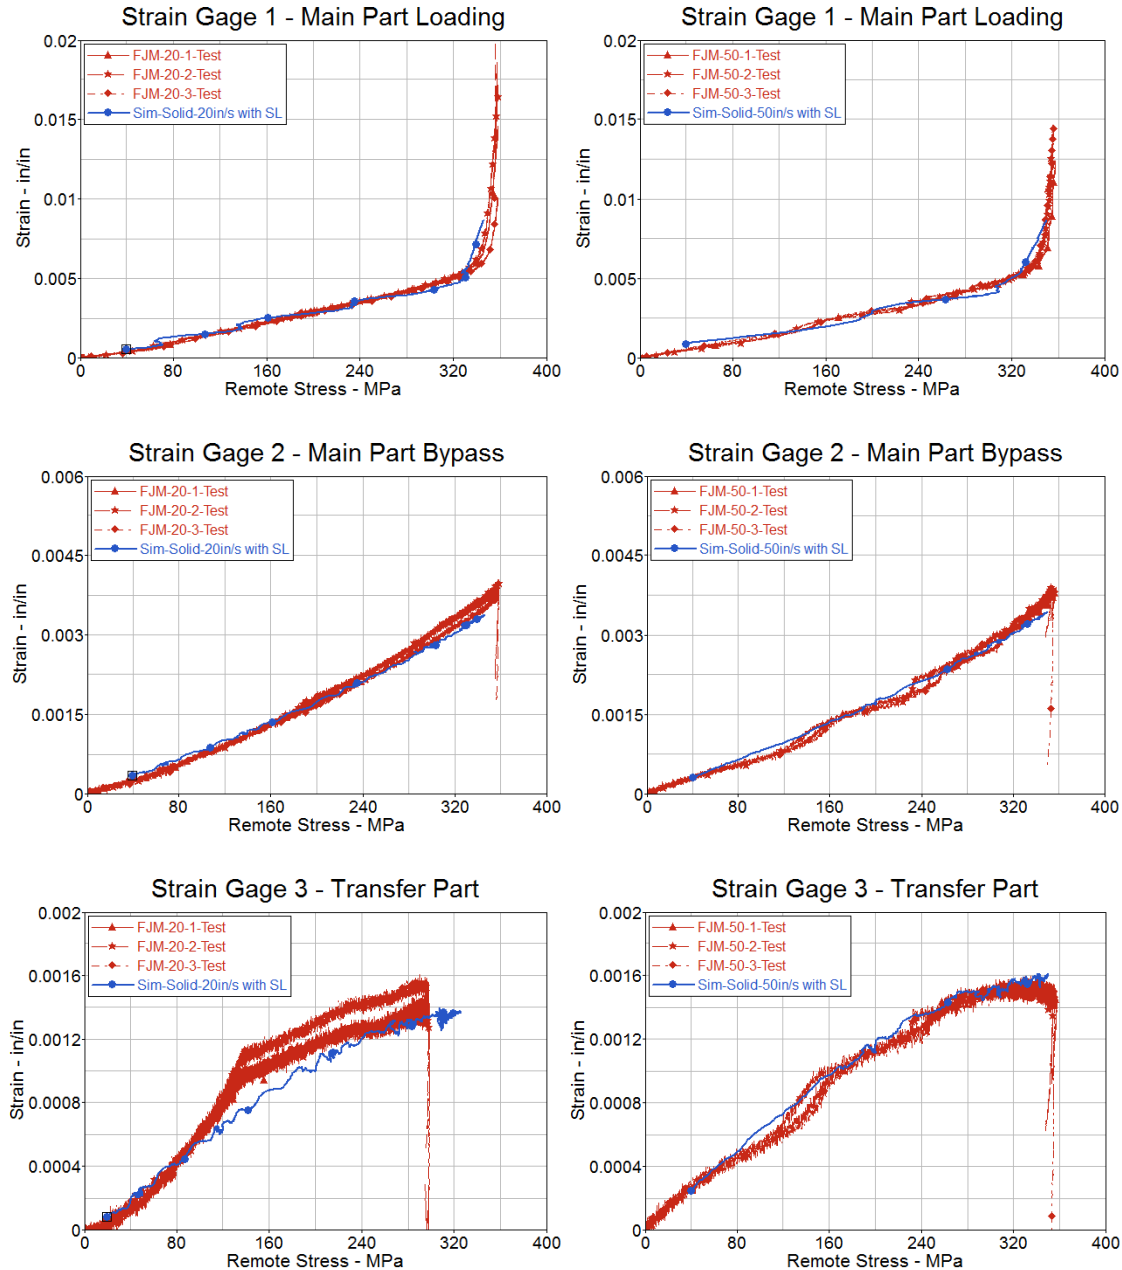 Strain Gage 1 - Main Part Loading
0.02
FJM-20-1-Test
FJM-20-2-Test
FJM-20-3-Test
Sim-Solid-20in/s with SL
0.015
0.01
0.005
0
Strain - in/in
0 80 160 240 320 400
Remote Stress - MPa
Strain Gage 1 - Main Part Loading
0.02
FJM-50-1-Test
FJM-50-2-Test
FJM-50-3-Test
Sim-Solid-50in/s with SL
0.015
0.01
0.005
0
Strain - in/in
0 80 160 240 320 400
Remote Stress - MPa
Strain Gage 2 - Main Part Bypass
0.006
FJM-20-1-Test
FJM-20-2-Test
FJM-20-3-Test
Sim-Solid-20in/s with SL
0.0045
0.003
0.0015
0
Strain - in/in
0 80 160 240 320 400
Remote Stress - MPa
Strain Gage 2 - Main Part Bypass
0.006
FJM-50-1-Test
FJM-50-2-Test
FJM-50-3-Test
Sim-Solid-50in/s with SL
0.0045
0.003
0.0015
0
Strain - in/in
0 80 160 240 320 400
Remote Stress - MPa
Strain Gage 3 - Transfer Part
0.002
FJM-20-1-Test
FJM-20-2-Test
FJM-20-3-Test
Sim-Solid-20in/s with SL
0.0016
0.0012
0.0008
0.0004
0
Strain - in/in
0 80 160 240 320 400
Remote Stress - MPa
Strain Gage 3 - Transfer Part
0.002
FJM-50-1-Test
FJM-50-2-Test
FJM-50-3-Test
Sim-Solid-50in/s with SL
0.0016
0.0012
0.0008
0.0004
0
Strain - in/in
0 80 160 240 320 400
Remote Stress - MPa